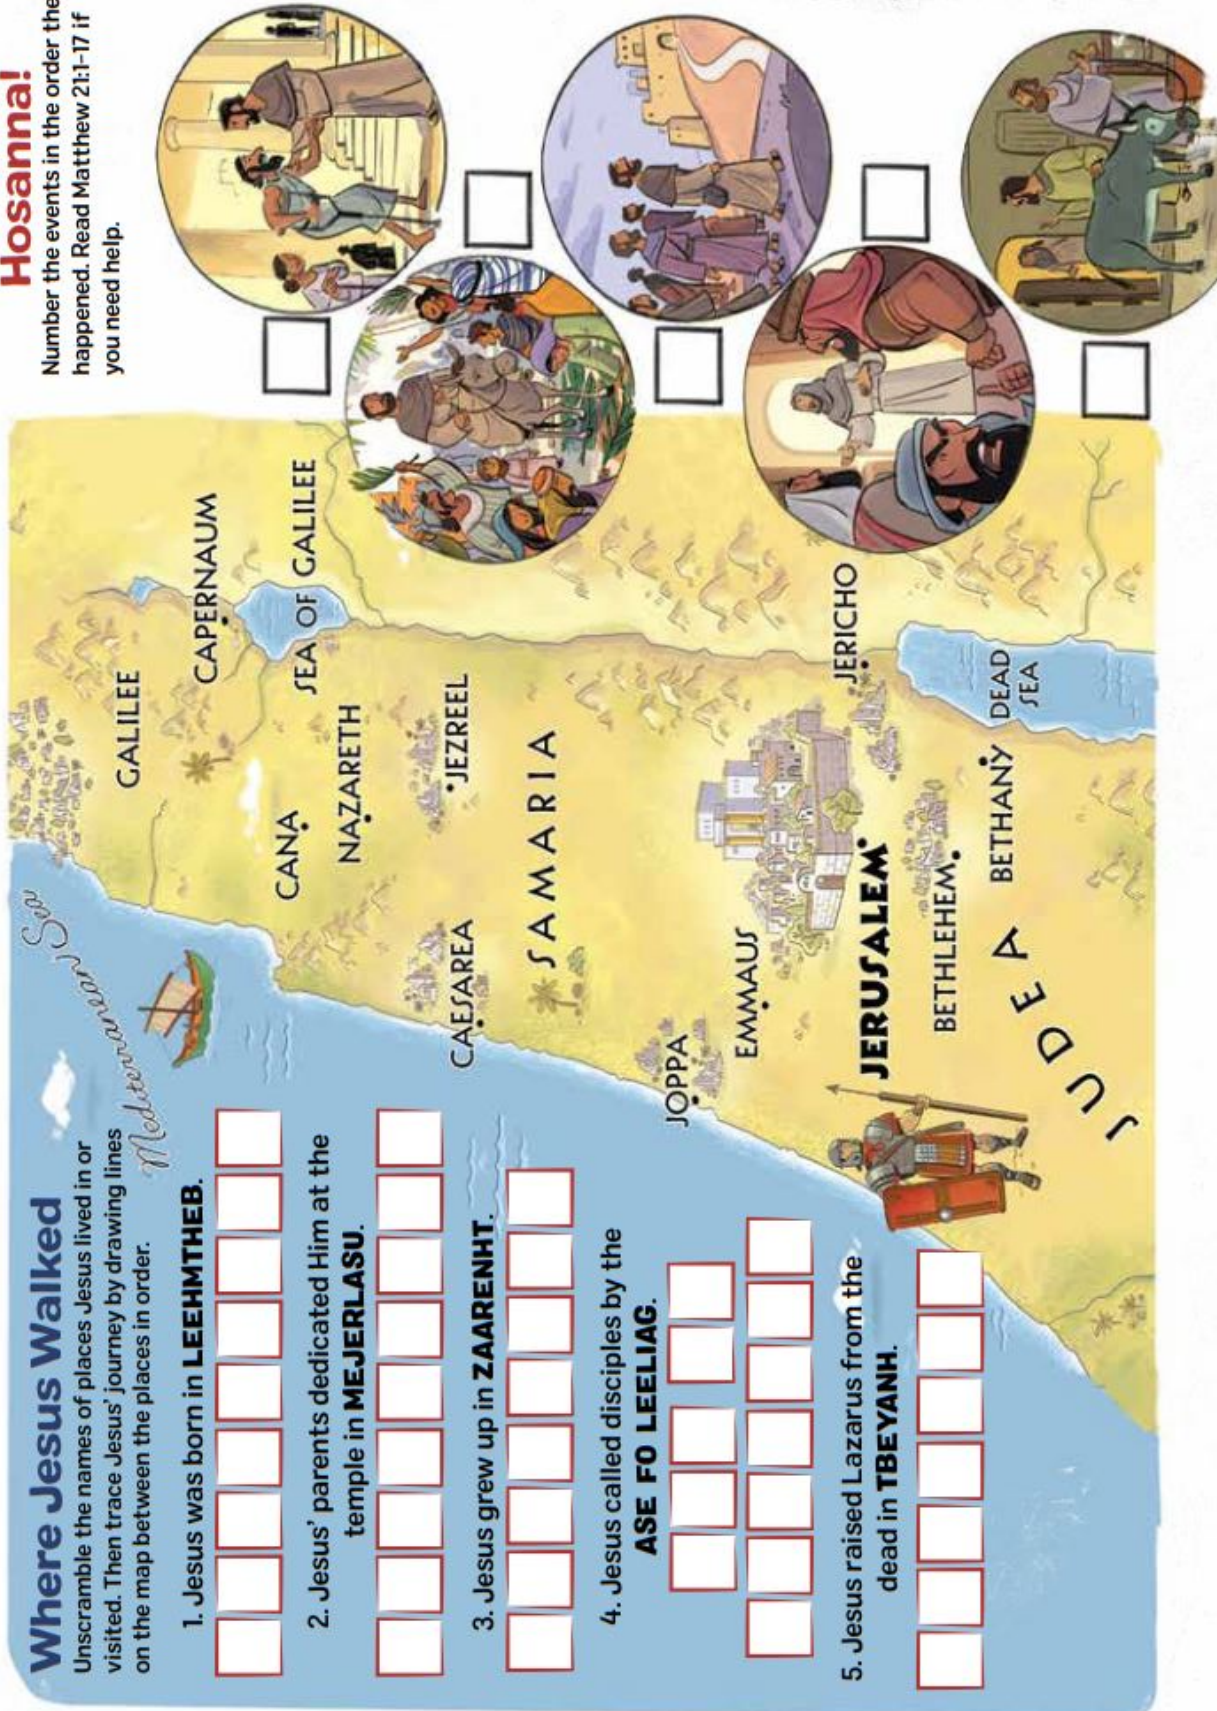 Where Jesus Walked
Unscramble the names of places Jesus lived in or
visited. Then trace Jesus' journey by drawing lines
on the map between the places in order.
1. Jesus was born in LEEHMTHEB.
2. Jesus' parents dedicated Him at the
temple in MEJERLASU.
3. Jesus grew up in ZAARENHT.
4. Jesus called disciples by the
ASE FO LEELIAG.
5. Jesus raised Lazarus from the
dead in TBEYANH.
Mediterranean Sea
GALILEE
CAPERNAUM
SEA OF GALILEE
CANA
NAZARETH
JEZREEL
CAESAREA
SAMARIA
JOPPA
EMMAUS
JERICHO
JERUSALEM
BETHLEHEM
BETHANY
DEAD
SEA
JUDEA
Hosanna!
Number the events in the order the
happened. Read Matthew 21:1-17 if
you need help.